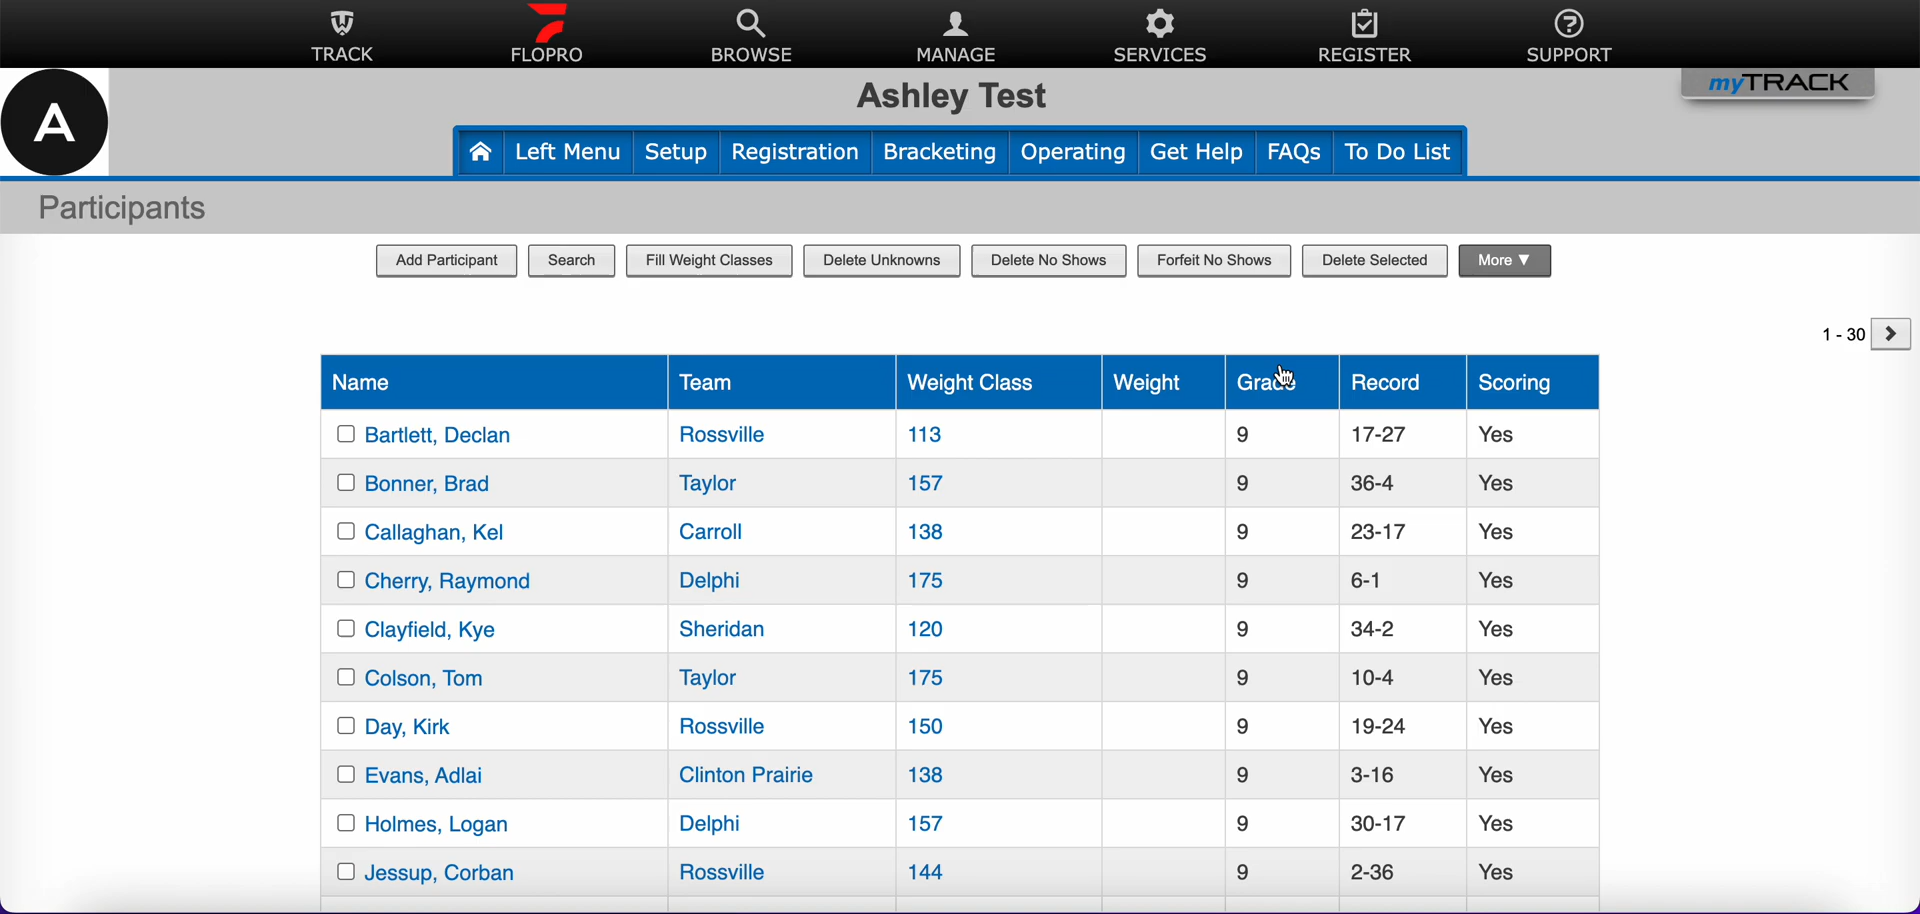 TRACK FLOPRO BROWSE MANAGE SERVICES REGISTER SUPPORT
A
Ashley Test
myTRACK
Left Menu Setup Registration Bracketing Operating Get Help FAQs To Do List
Participants
Add Participant Search Fill Weight Classes Delete Unknowns Delete No Shows Forfeit No Shows Delete Selected More ▼
1 - 30
Name Team Weight Class Weight Grade Record Scoring
Bartlett, Declan Rossville 113 9 17-27 Yes
Bonner, Brad Taylor 157 9 36-4 Yes
Callaghan, Kel Carroll 138 9 23-17 Yes
Cherry, Raymond Delphi 175 9 6-1 Yes
Clayfield, Kye Sheridan 120 9 34-2 Yes
Colson, Tom Taylor 175 9 10-4 Yes
Day, Kirk Rossville 150 9 19-24 Yes
Evans, Adlai Clinton Prairie 138 9 3-16 Yes
Holmes, Logan Delphi 157 9 30-17 Yes
Jessup, Corban Rossville 144 9 2-36 Yes